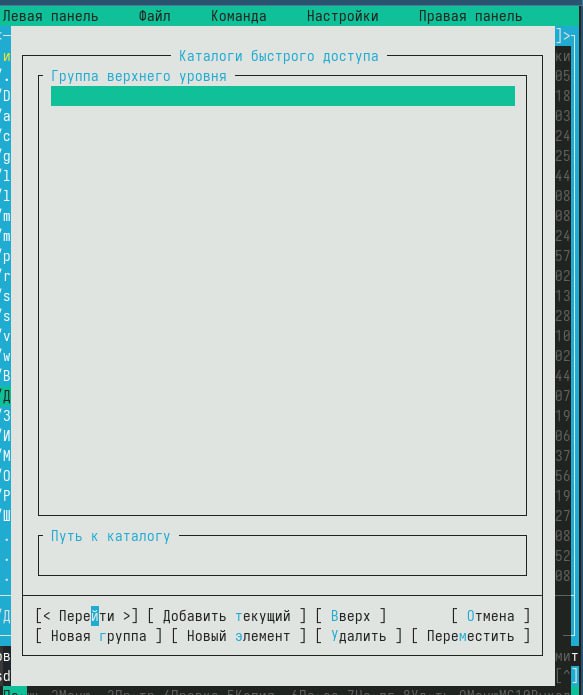 Левая панель Файл Команда Настройки Правая панель
Каталоги быстрого доступа
Группа верхнего уровня
Путь к каталогу
[< Перейти >] [ Добавить текущий ] [ Вверх ] [ Отмена ]
[ Новая группа ] [ Новый элемент ] [ Удалить ] [ Переместить ]